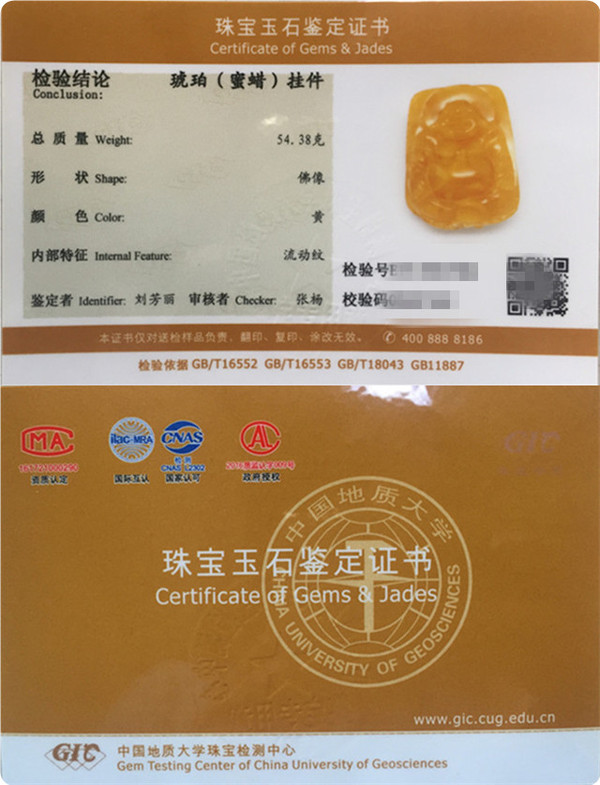 珠宝玉石鉴定证书
Certificate of Gems & Jades
检验结论 琥珀（蜜蜡）挂件
Conclusion:
总质量 Weight: 54.38克
形状 Shape: 佛像
颜色 Color: 黄
内部特征 Internal Feature: 流动纹
检验号
鉴定者 Identifier: 刘芳丽 审核者 Checker: 张杨
校验码
本证书仅对送检样品负责，翻印、复印、涂改无效。 400 888 8186
检验依据 GB/T16552 GB/T16553 GB/T18043 GB11887
MA ilac-MRA CNAS AL GIC
检测
CNAS L2302
资质认定 国际互认 国家认可 政府授权
中国地质大学
珠宝玉石鉴定证书
Certificate of Gems & Jades
CHINA UNIVERSITY OF GEOSCIENCES
www.gic.cug.edu.cn
GIC 中国地质大学珠宝检测中心
Gem Testing Center of China University of Geosciences